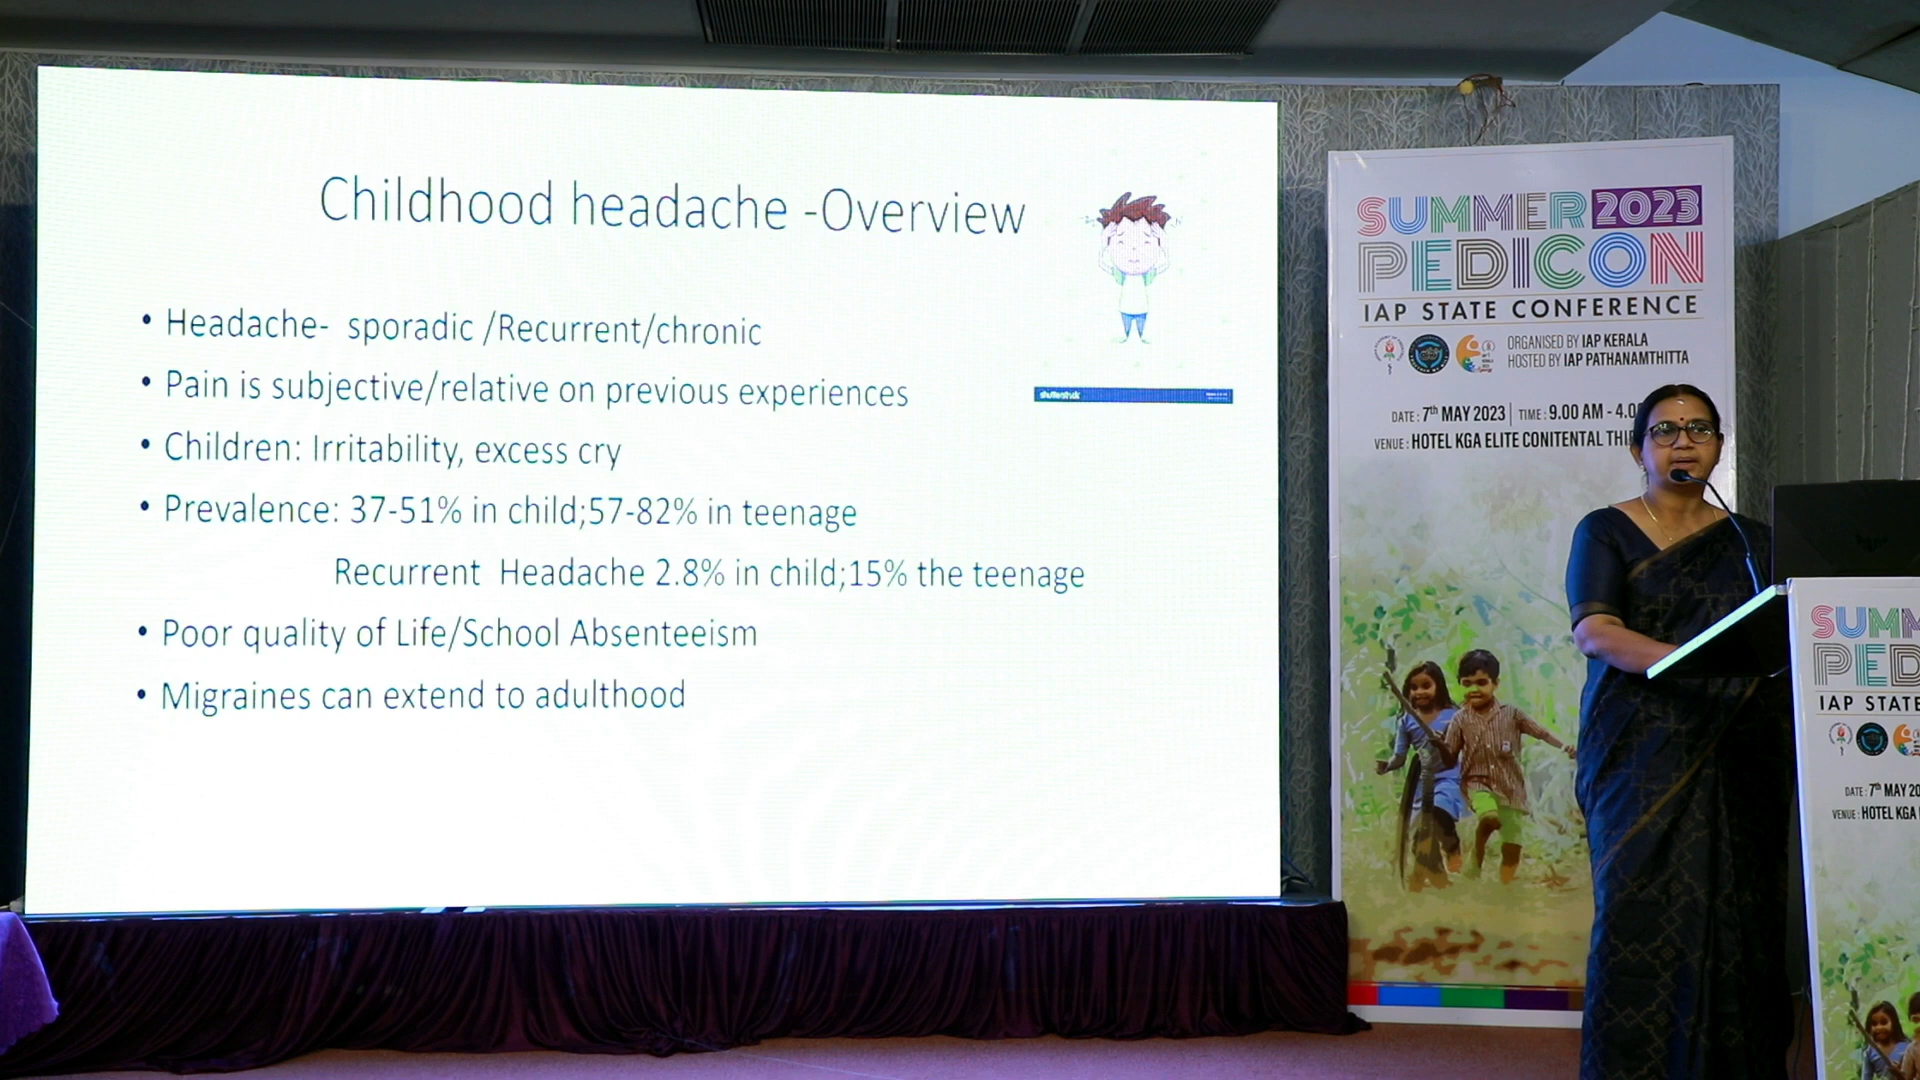 Childhood headache -Overview
• Headache- sporadic /Recurrent/chronic
• Pain is subjective/relative on previous experiences
• Children: Irritability, excess cry
• Prevalence: 37-51% in child;57-82% in teenage
Recurrent Headache 2.8% in child;15% the teenage
• Poor quality of Life/School Absenteeism
• Migraines can extend to adulthood
shutterstock
SUMMER 2023
PEDICON
IAP STATE CONFERENCE
ORGANISED BY IAP KERALA
HOSTED BY IAP PATHANAMTHITTA
DATE : 7th MAY 2023 | TIME : 9.00 AM - 4.0
VENUE : HOTEL KGA ELITE CONITENTAL THI
SUMM
PED
IAP STATE
DATE : 7th MAY 20
VENUE : HOTEL KGA